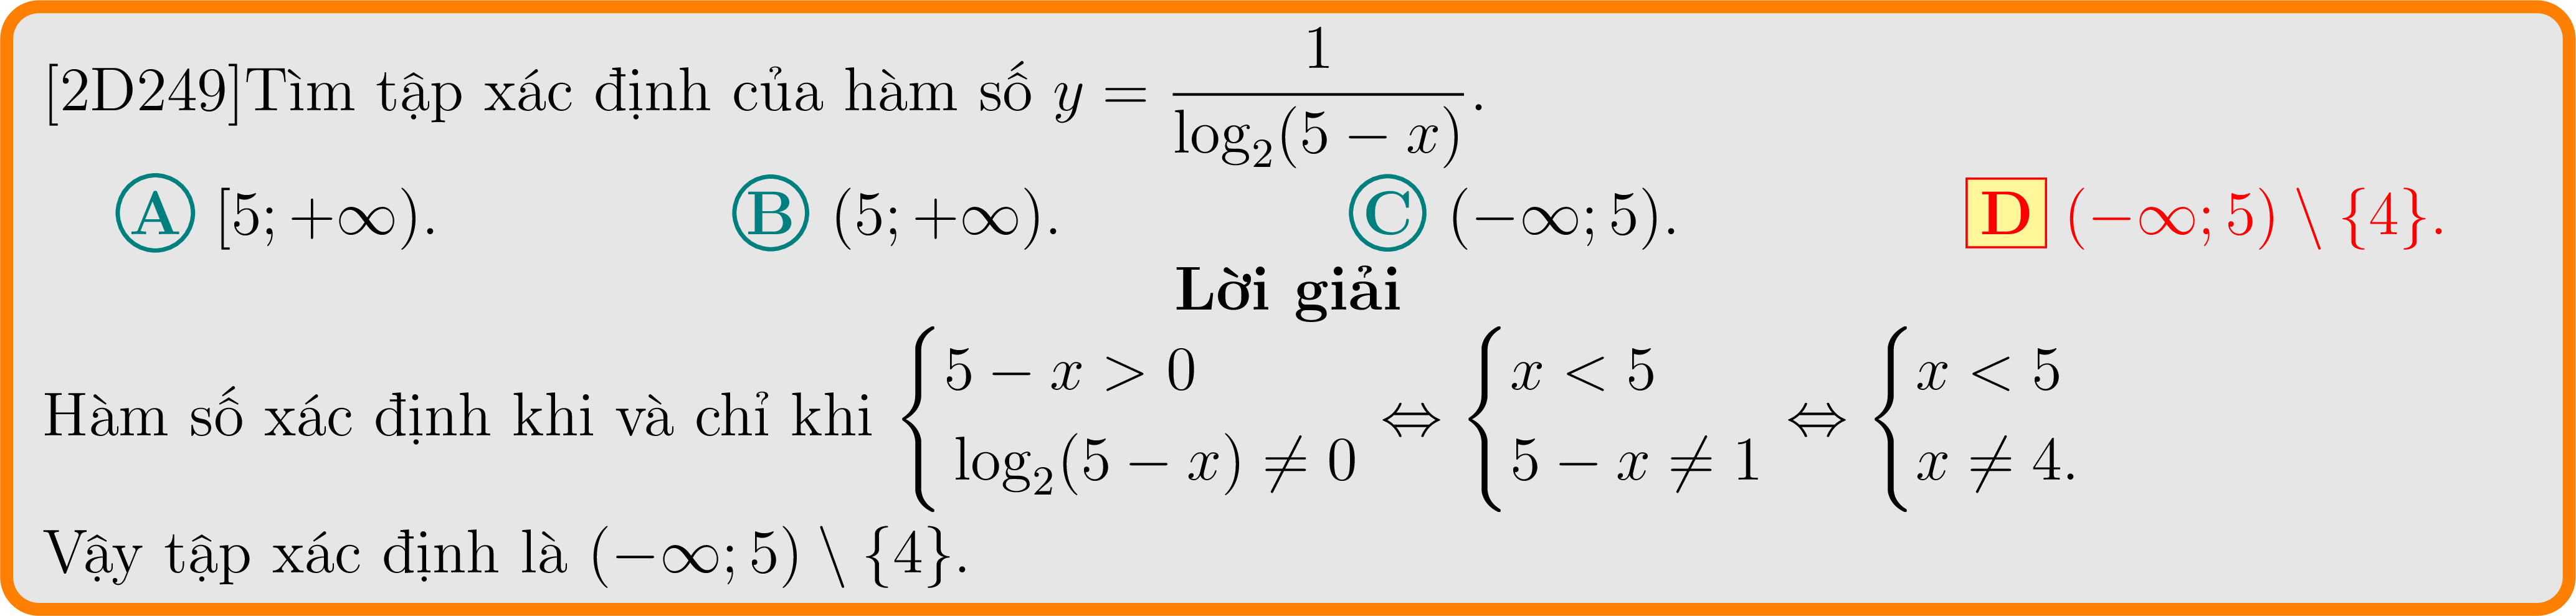 [2D249]Tìm tập xác định của hàm số $y = \dfrac{1}{\log_2(5-x)}$.
A $[5;+\infty)$. B $(5;+\infty)$. C $(-\infty;5)$. D $(-\infty;5) \setminus \{4\}$.
Lời giải
Hàm số xác định khi và chỉ khi $\begin{cases} 5-x>0 \\ \log_2(5-x) \neq 0 \end{cases} \Leftrightarrow \begin{cases} x<5 \\ 5-x \neq 1 \end{cases} \Leftrightarrow \begin{cases} x<5 \\ x \neq 4. \end{cases}$
Vậy tập xác định là $(-\infty;5) \setminus \{4\}$.